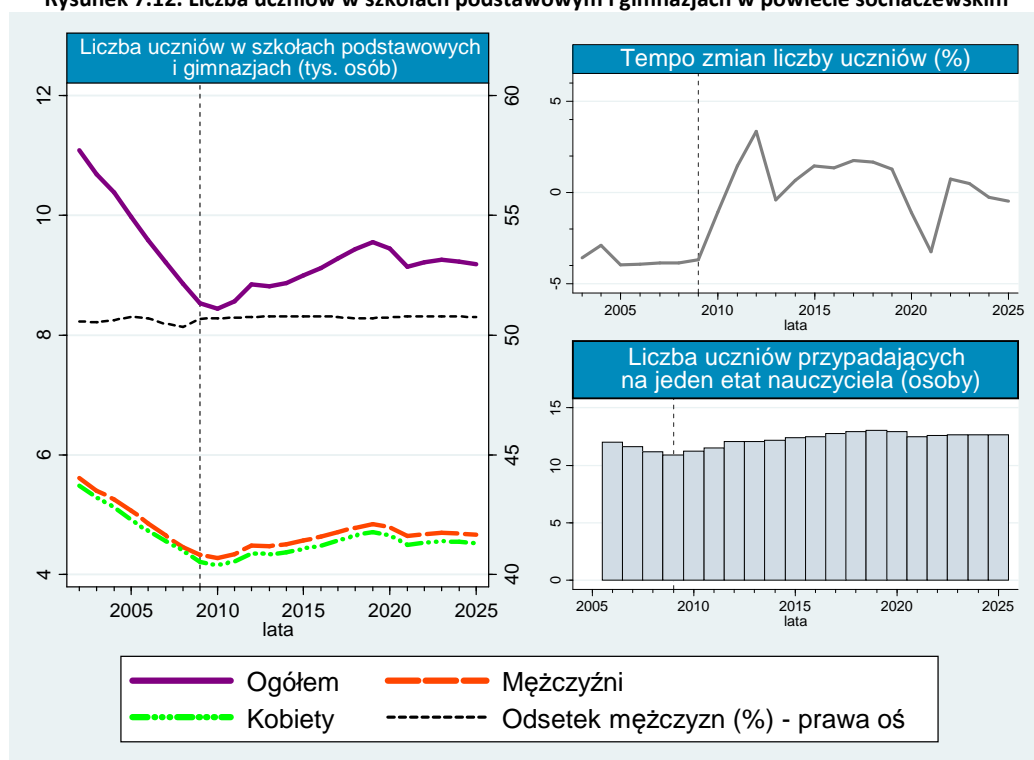 Rysunek 7.12. Liczba uczniów w szkołach podstawowym i gimnazjach w powiecie sochaczewskim
Liczba uczniów w szkołach podstawowych
i gimnazjach (tys. osób)
12
10
8
6
4
60
55
50
45
40
2005
2010
2015
2020
2025
lata
Tempo zmian liczby uczniów (%)
5
0
-5
2005
2010
2015
2020
2025
lata
Liczba uczniów przypadających
na jeden etat nauczyciela (osoby)
15
10
5
0
2005
2010
2015
2020
2025
lata
Ogółem
Mężczyźni
Kobiety
Odsetek mężczyzn (%) - prawa oś